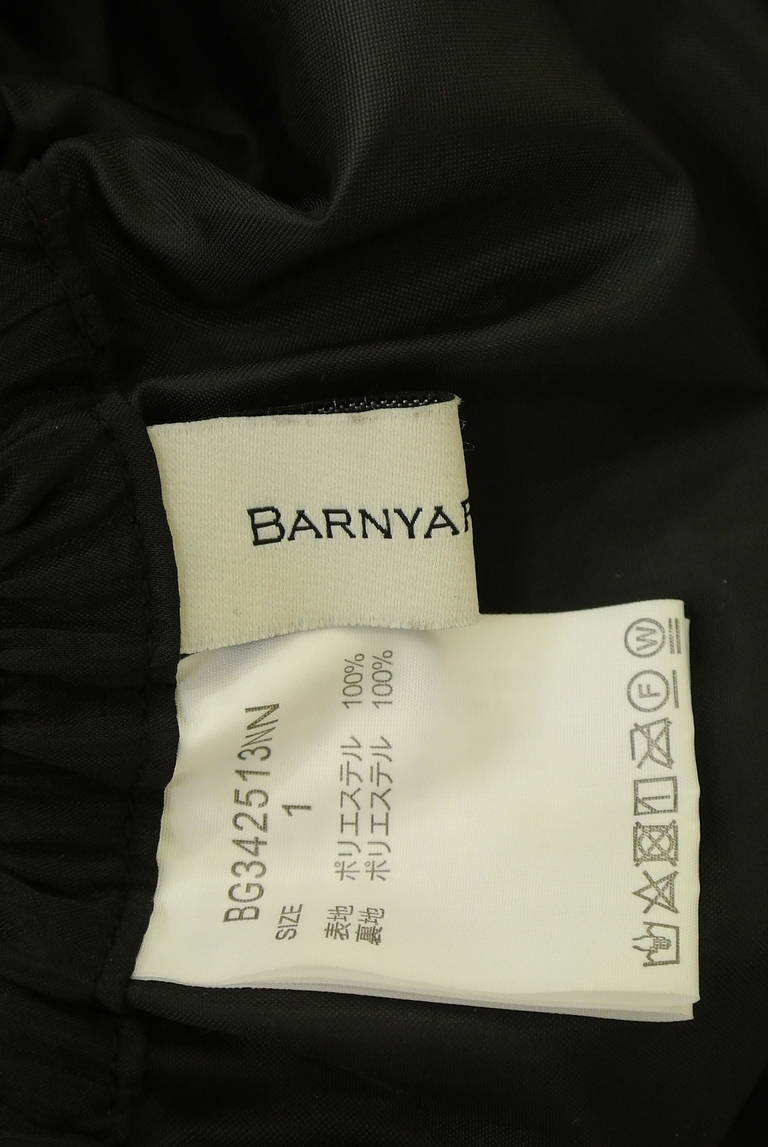 BARNYA
BG342513NN
SIZE 1
表地 ポリエステル 100%
裏地 ポリエステル 100%
W
F